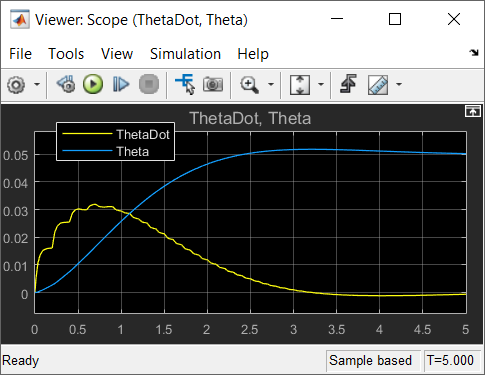 Viewer: Scope (ThetaDot, Theta)
File Tools View Simulation Help
ThetaDot, Theta
ThetaDot
Theta
0.05
0.04
0.03
0.02
0.01
0
0 0.5 1 1.5 2 2.5 3 3.5 4 4.5 5
Ready Sample based T=5.000